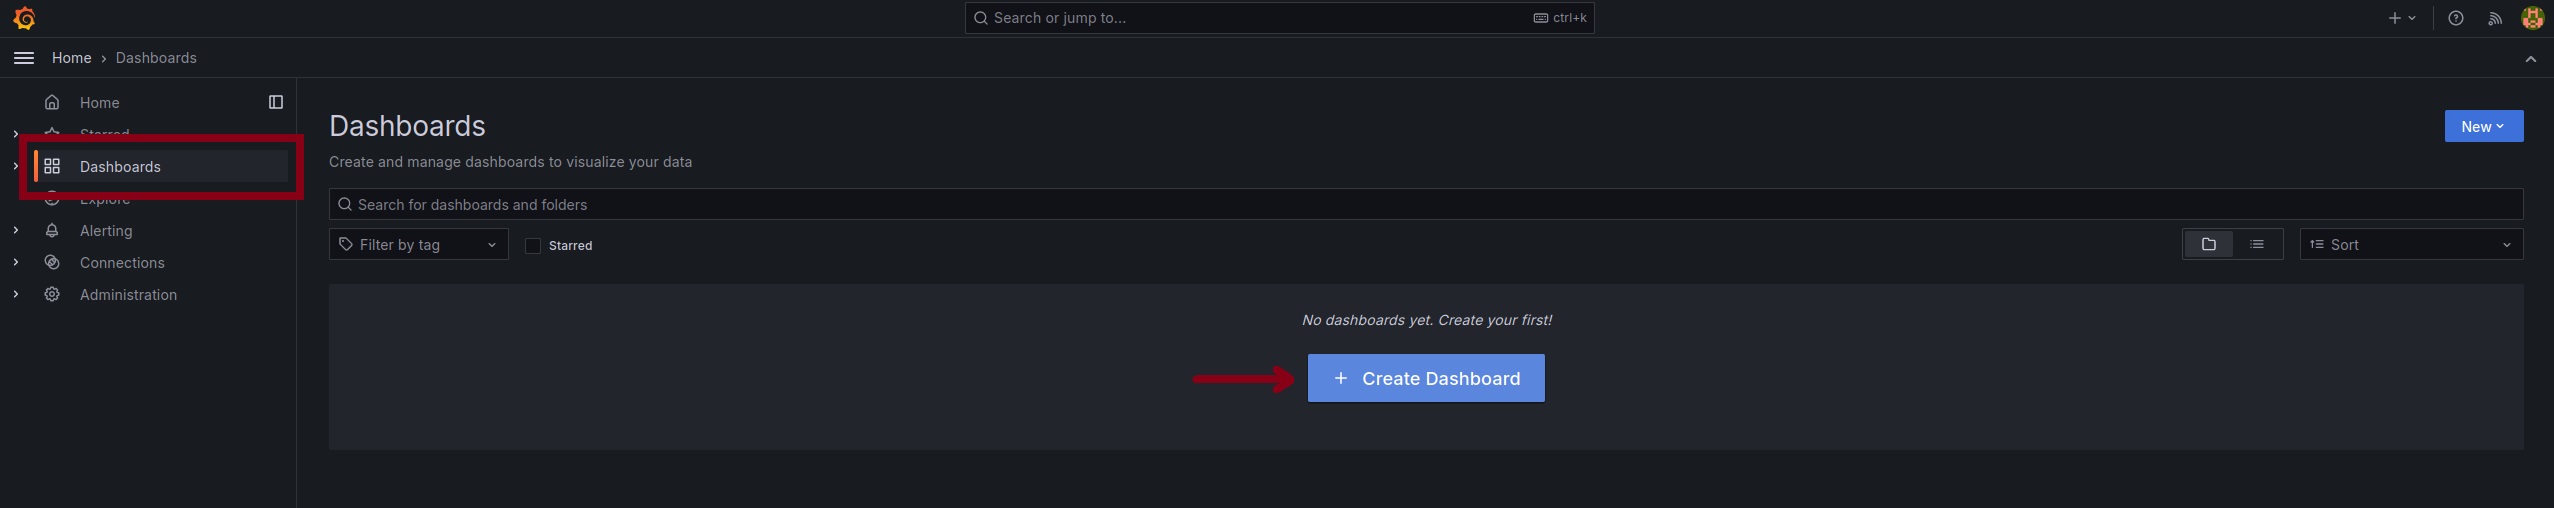 Search or jump to...
ctrl+k
Home › Dashboards
Home
Starred
Dashboards
Explore
Alerting
Connections
Administration
Dashboards
New
Create and manage dashboards to visualize your data
Search for dashboards and folders
Filter by tag
Starred
Sort
No dashboards yet. Create your first!
+ Create Dashboard